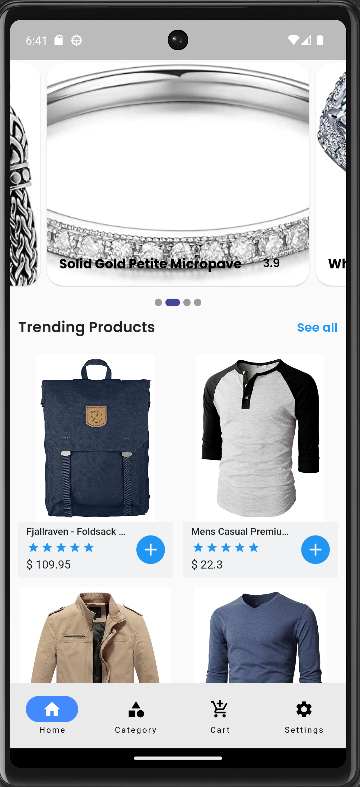 6:41
Solid Gold Petite Micropave 3.9 Wh
Trending Products See all
Fjallraven - Foldsack ... Mens Casual Premiu...
$ 109.95 $ 22.3
Home Category Cart Settings